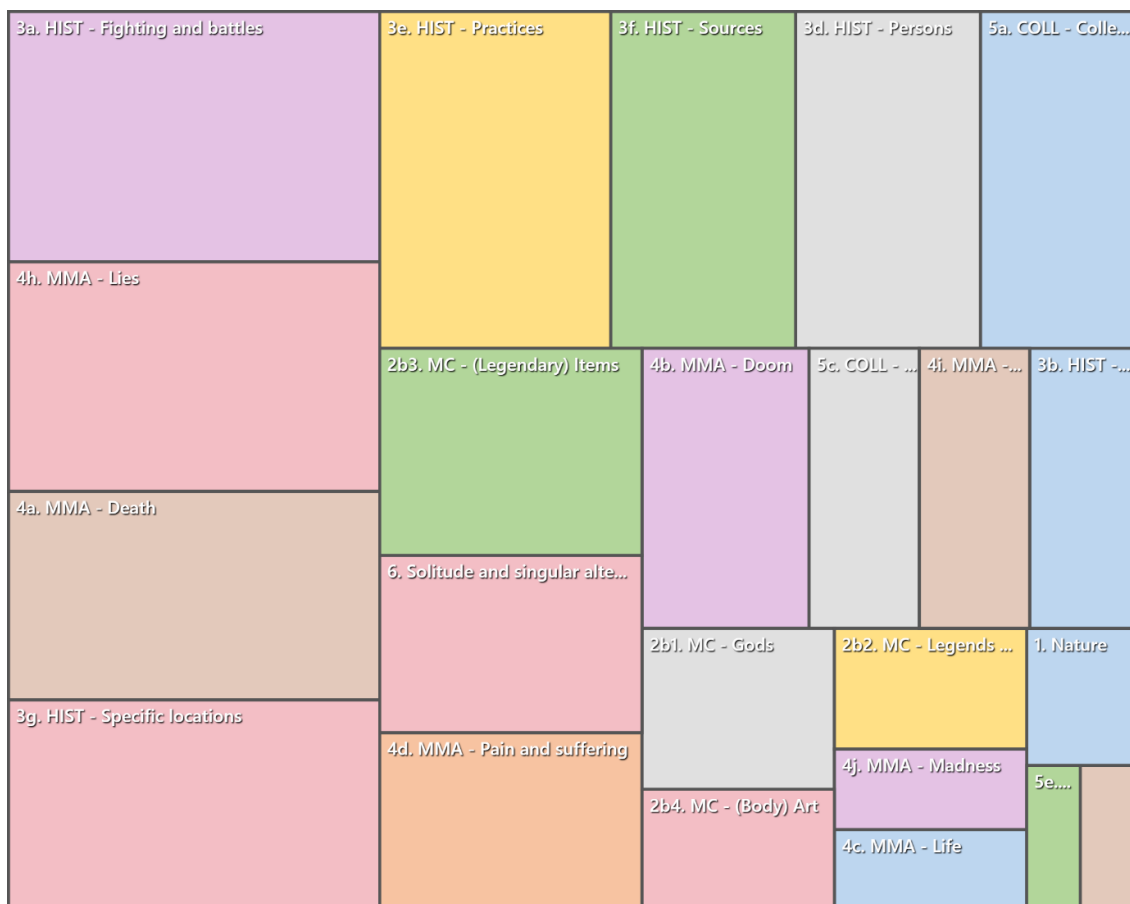 3a. HIST - Fighting and battles
3e. HIST - Practices
3f. HIST - Sources
3d. HIST - Persons
5a. COLL - Colle...
4h. MMA - Lies
2b3. MC - (Legendary) Items
4b. MMA - Doom
5c. COLL - ...
4i. MMA -...
3b. HIST -...
4a. MMA - Death
6. Solitude and singular alte...
2b1. MC - Gods
2b2. MC - Legends ...
1. Nature
3g. HIST - Specific locations
4d. MMA - Pain and suffering
4j. MMA - Madness
5e....
2b4. MC - (Body) Art
4c. MMA - Life